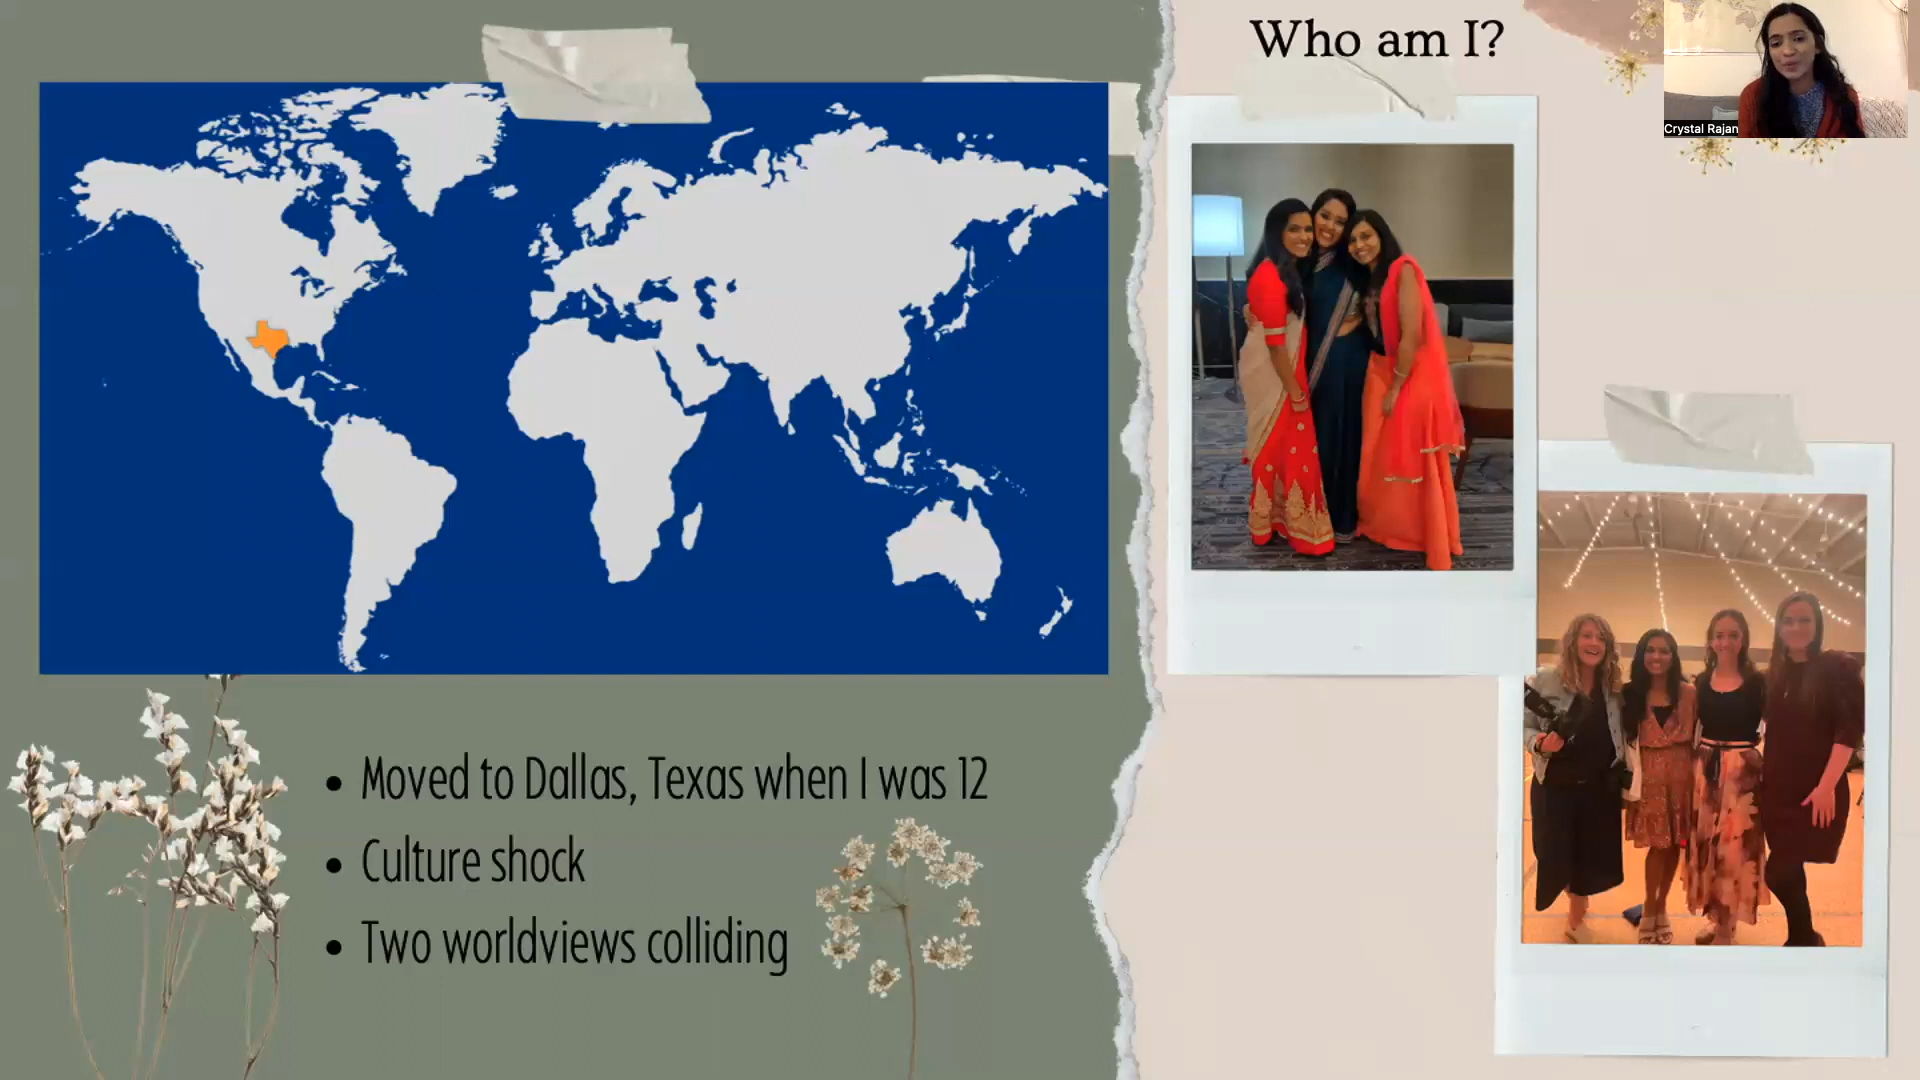 Who am I?
Crystal Rajan
• Moved to Dallas, Texas when I was 12
• Culture shock
• Two worldviews colliding